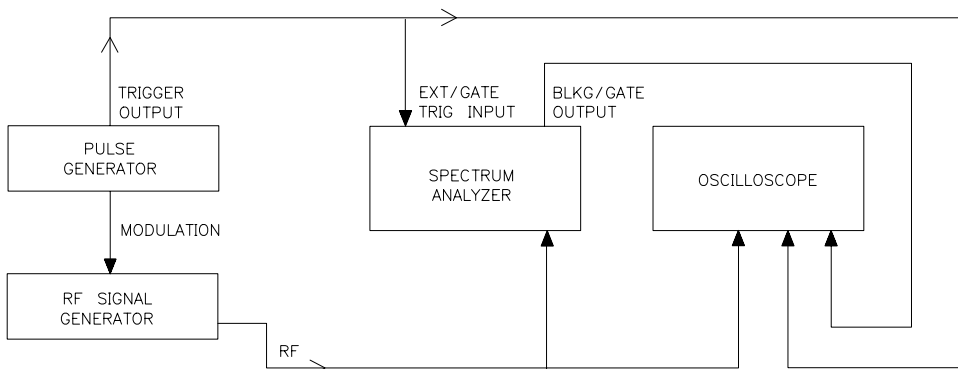 TRIGGER
OUTPUT
EXT/GATE
TRIG INPUT
BLKG/GATE
OUTPUT
PULSE
GENERATOR
SPECTRUM
ANALYZER
OSCILLOSCOPE
MODULATION
RF SIGNAL
GENERATOR
RF